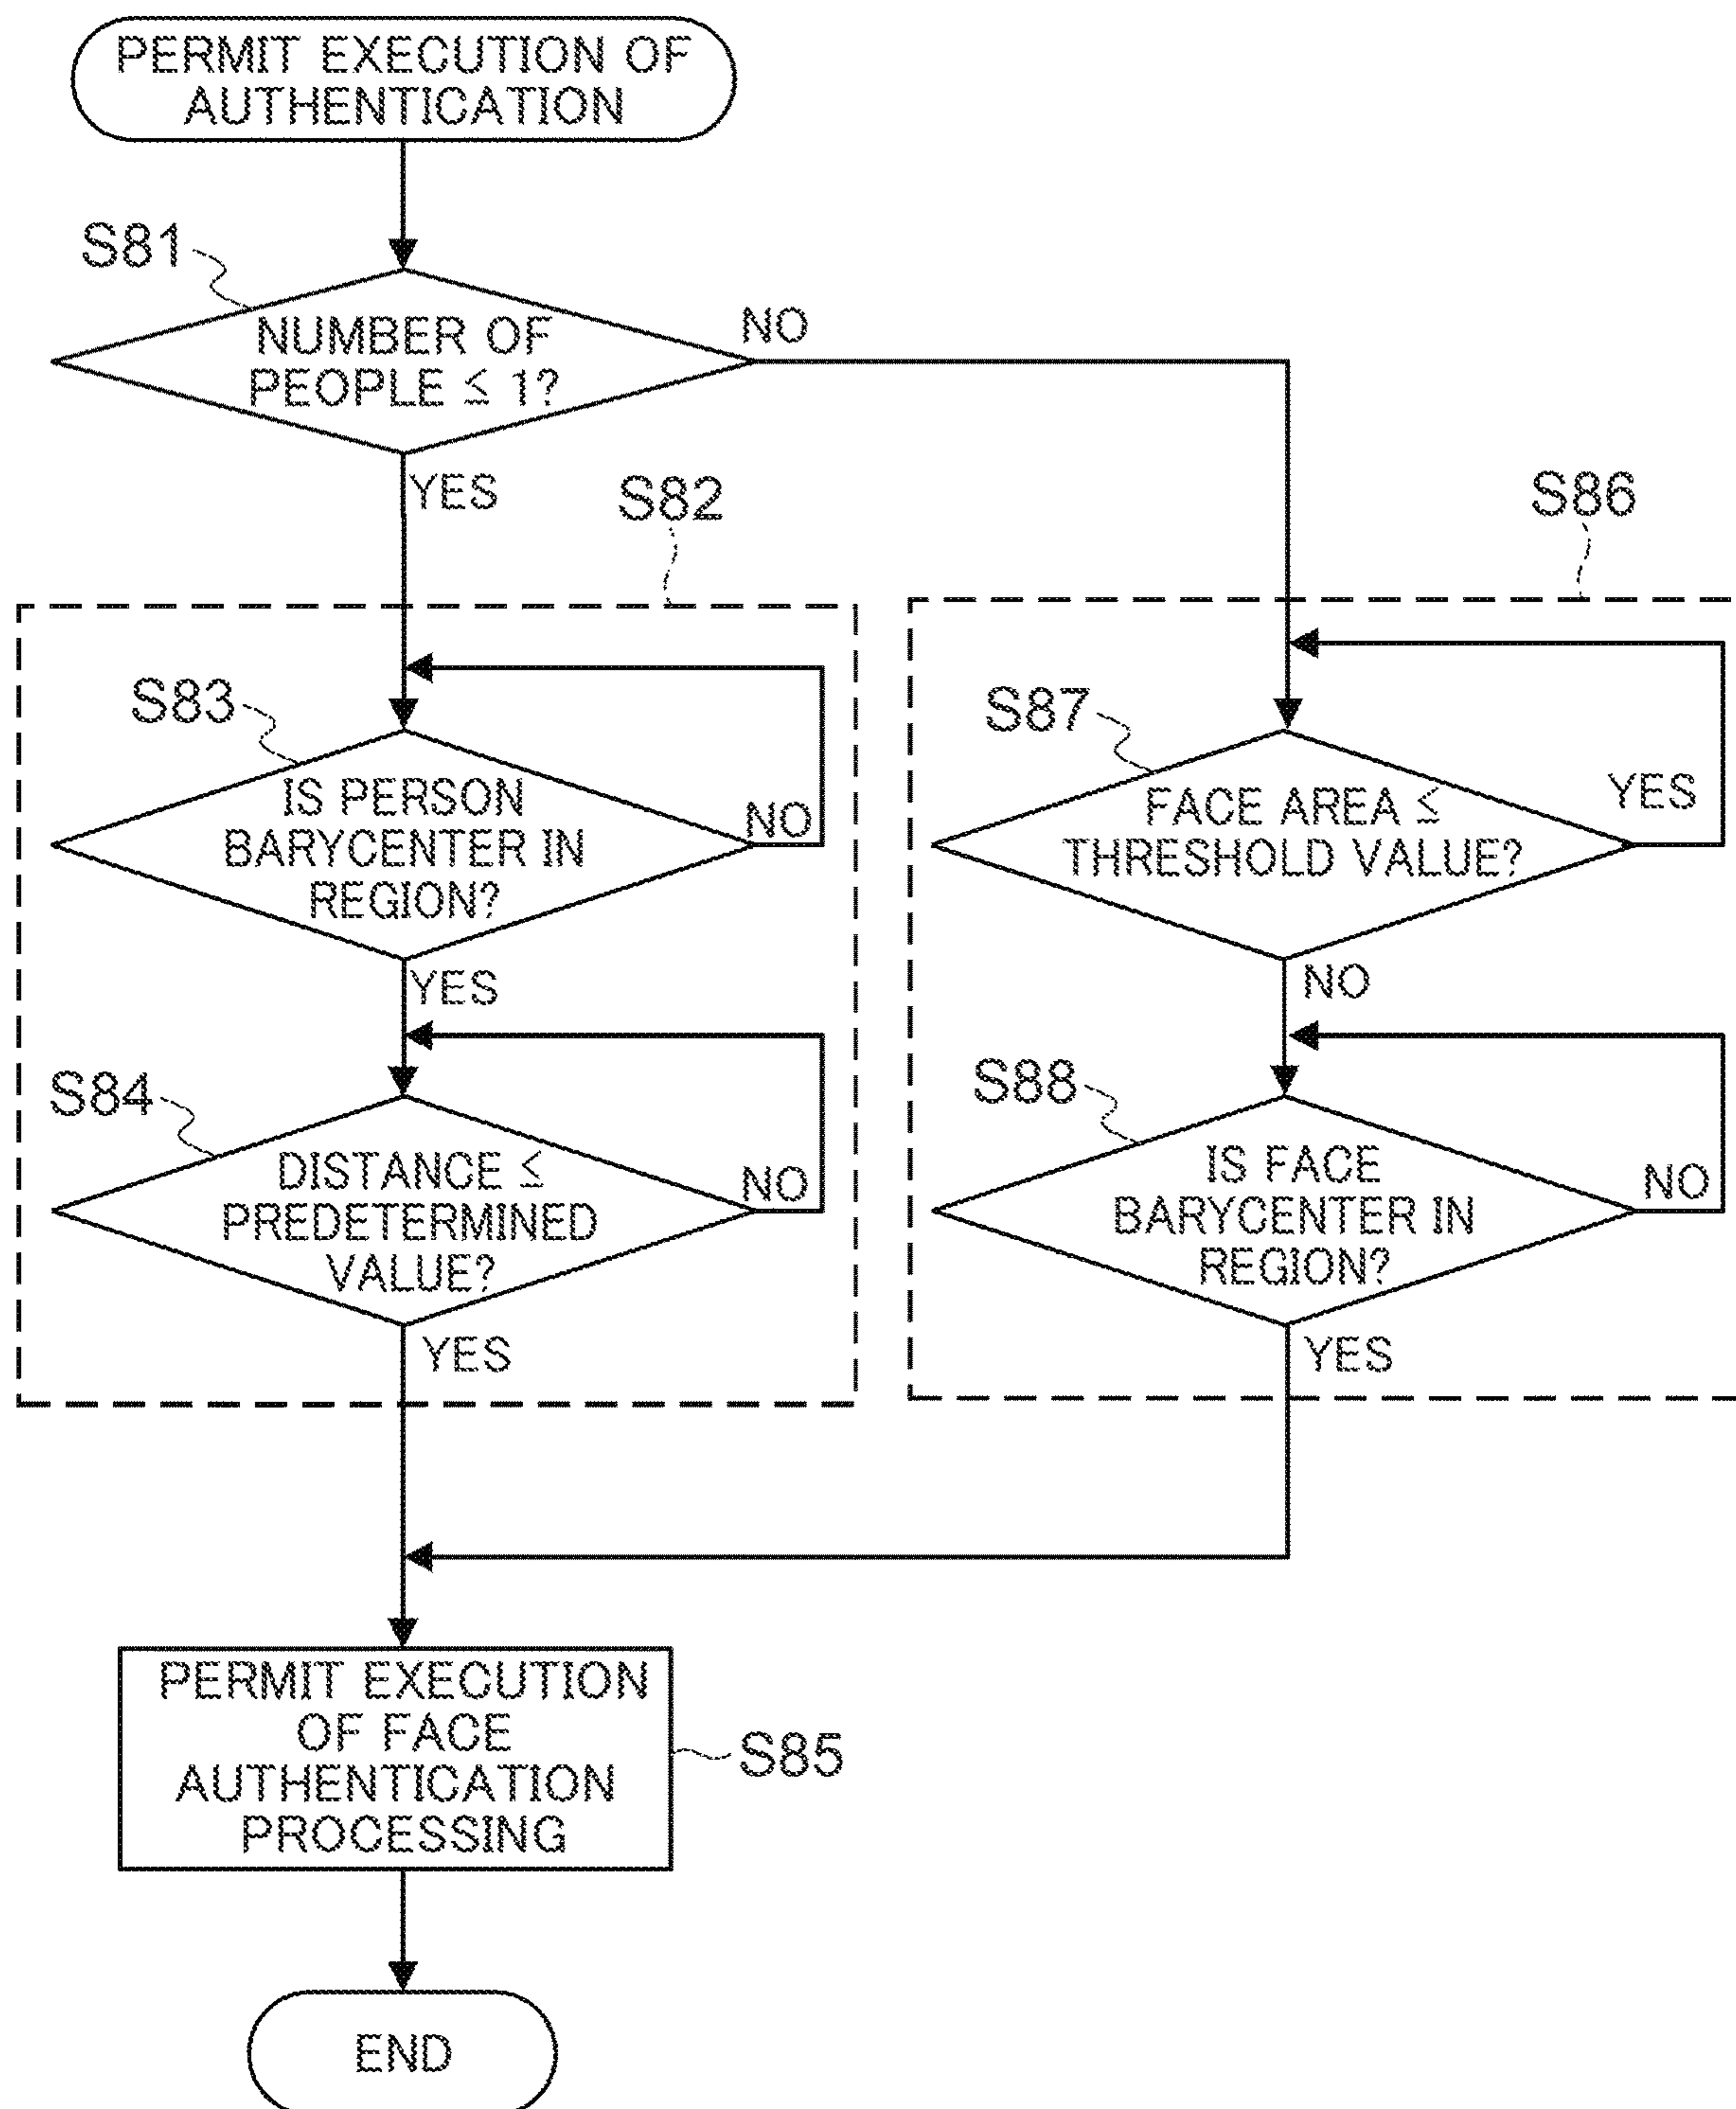 PERMIT EXECUTION OF
AUTHENTICATION
S81
NUMBER OF
PEOPLE ≦ 1?
NO
YES
S82
S83
IS PERSON
BARYCENTER IN
REGION?
NO
YES
S84
DISTANCE ≦
PREDETERMINED
VALUE?
NO
YES
S86
S87
FACE AREA ≦
THRESHOLD VALUE?
YES
NO
S88
IS FACE
BARYCENTER IN
REGION?
NO
YES
PERMIT EXECUTION
OF FACE
AUTHENTICATION
PROCESSING
S85
END